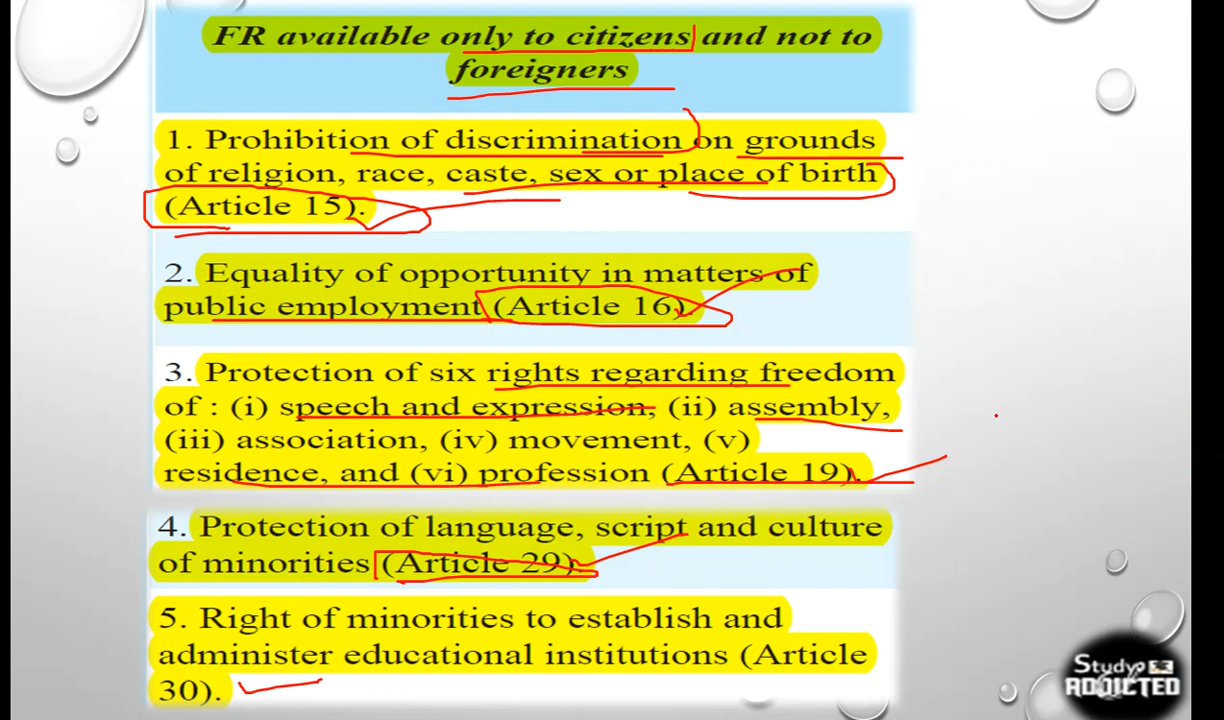 FR available only to citizens and not to
foreigners
1. Prohibition of discrimination on grounds
of religion, race, caste, sex or place of birth
(Article 15).
2. Equality of opportunity in matters of
public employment (Article 16).
3. Protection of six rights regarding freedom
of : (i) speech and expression, (ii) assembly,
(iii) association, (iv) movement, (v)
residence, and (vi) profession (Article 19).
4. Protection of language, script and culture
of minorities (Article 29).
5. Right of minorities to establish and
administer educational institutions (Article
30).
Study
ADDICTED